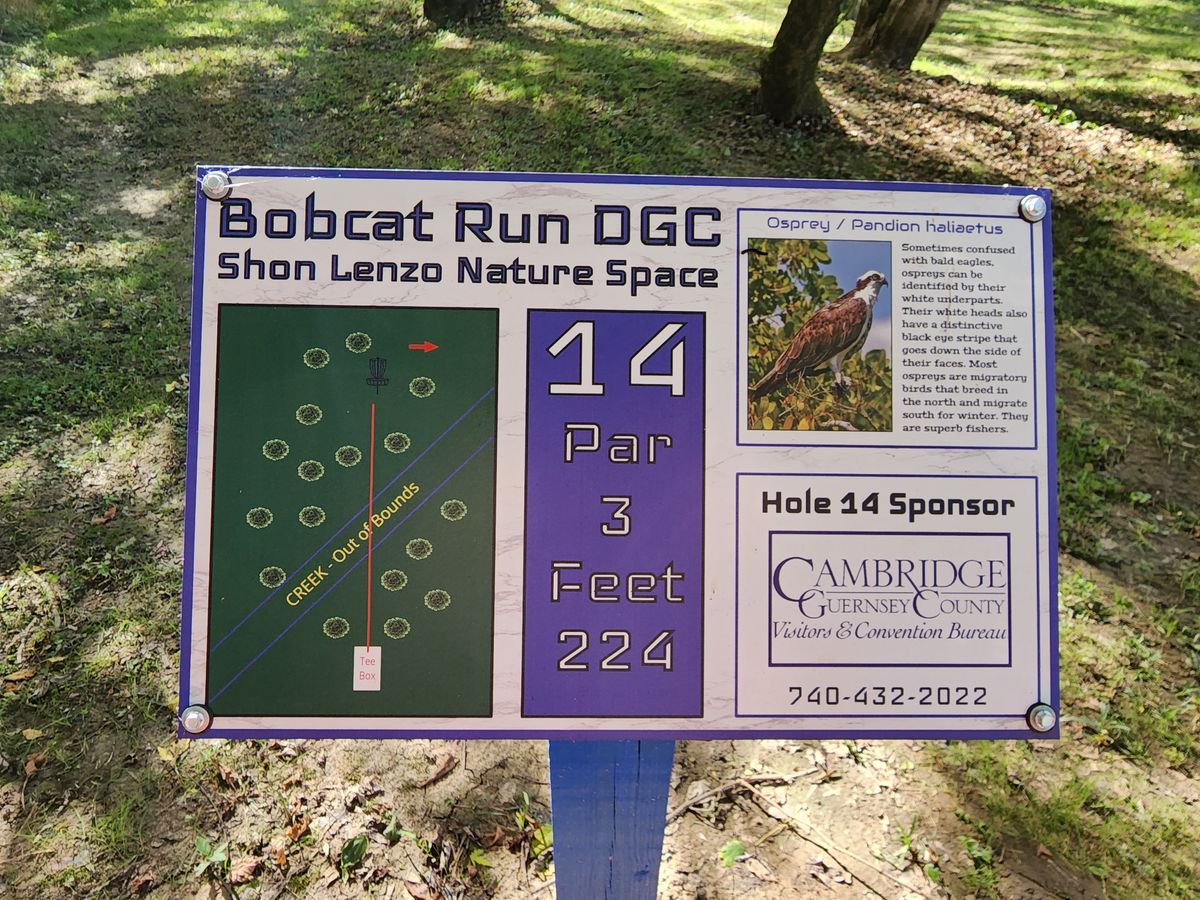 Bobcat Run DGC
Shon Lenzo Nature Space
CREEK - Out of Bounds
Tee
Box
14
Par
3
Feet
224
Osprey / Pandion haliaetus
Sometimes confused
with bald eagles,
ospreys can be
identified by their
white underparts.
Their white heads also
have a distinctive
black eye stripe that
goes down the side of
their faces. Most
ospreys are migratory
birds that breed in
the north and migrate
south for winter. They
are superb fishers.
Hole 14 Sponsor
CAMBRIDGE
GUERNSEY COUNTY
Visitors & Convention Bureau
740-432-2022